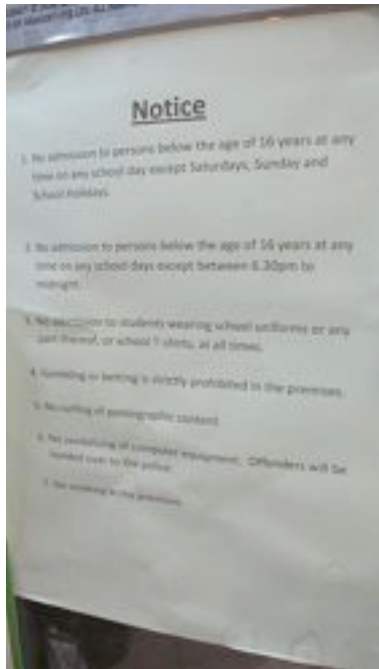 Notice
1. No admission to persons below the age of 16 years at any
time on any school day except Saturdays, Sunday and
School Holidays
2. No admission to persons below the age of 16 years at any
time on any school days except between 6.30pm to
midnight.
3. No admission to students wearing school uniforms or any
part thereof, or school T-shirts, at all times.
4. Gambling or betting is strictly prohibited in the premises.
5. No surfing of pornographic content.
6. No vandalizing of computer equipment. Offenders will be
handed over to the police.
7. No smoking in the premises